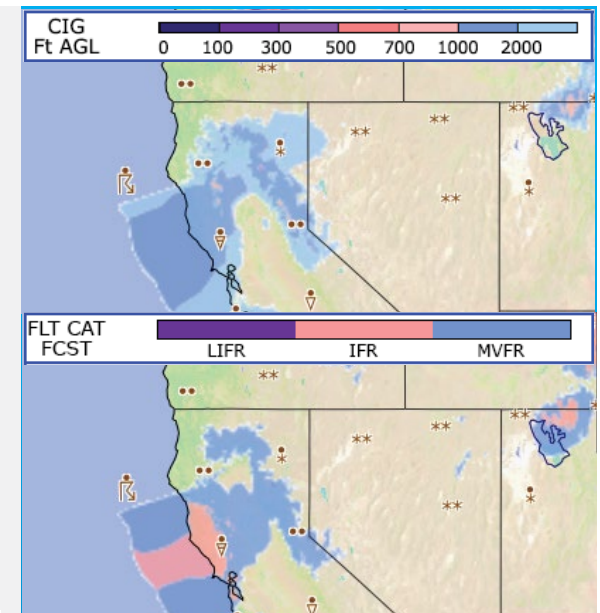 CIG
Ft AGL
0 100 300 500 700 1000 2000
FLT CAT
FCST
LIFR IFR MVFR